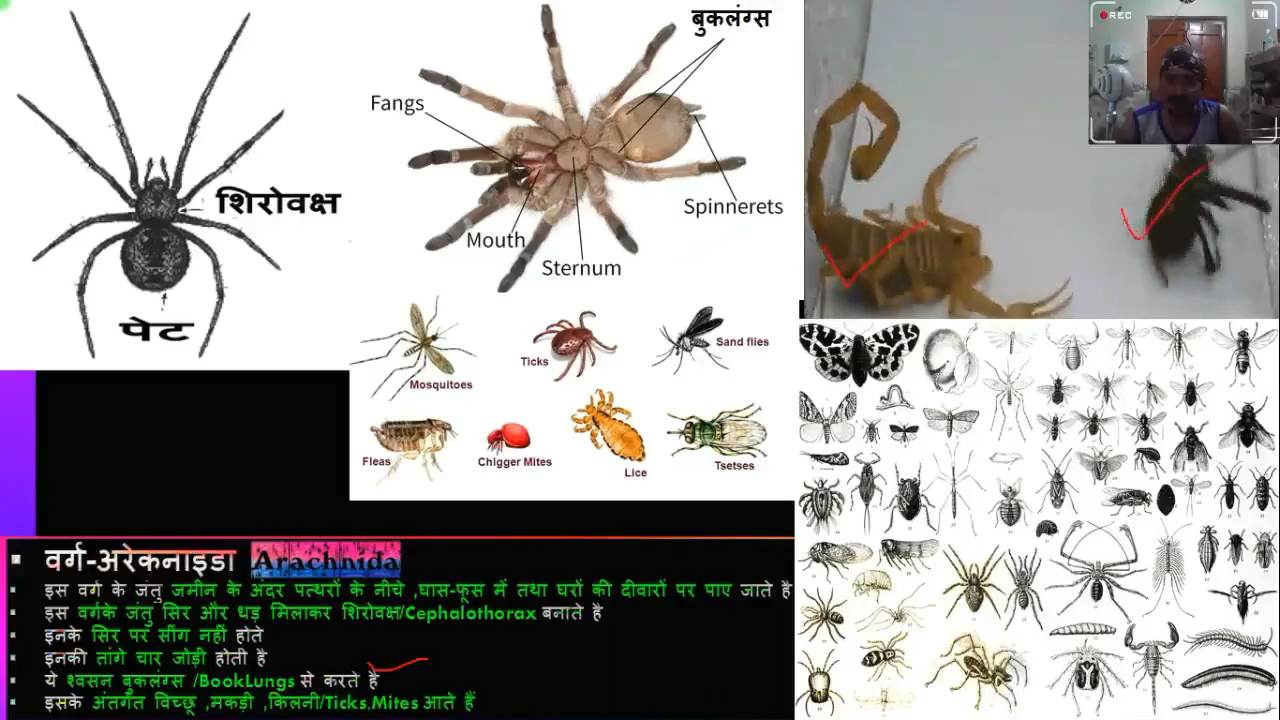 बुकलंग्स
REC
Fangs
शिरोवक्ष
Spinnerets
Mouth
Sternum
पेट
Mosquitoes
Ticks
Sand flies
Fleas
Chigger Mites
Lice
Tsetses
वर्ग-अरेकनाइडा Arachnida
इस वर्ग के जंतु जमीन के अंदर पत्थरों के नीचे ,घास-फूस में तथा घरों की दीवारों पर पाए जाते है
इस वर्गके जंतु सिर और धड़ मिलाकर शिरोवक्ष/Cephalothorax बनाते है
इनके सिर पर सींग नहीं होते
इनकी तांगे चार जोड़ी होती है
ये श्वसन बुकलंग्स /BookLungs से करते है
इसके अंतर्गत विच्छू ,मकड़ी ,किलनी/Ticks,Mites आते हैं